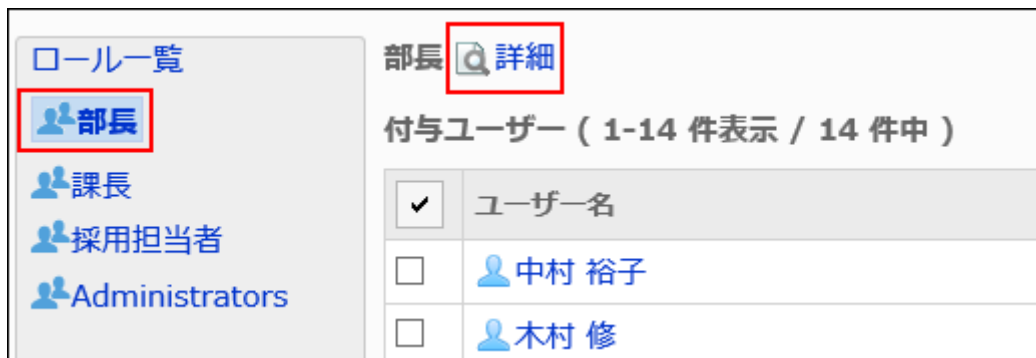 ロール一覧
部長
課長
採用担当者
Administrators
部長 詳細
付与ユーザー ( 1-14 件表示 / 14 件中 )
ユーザー名
中村 裕子
木村 修